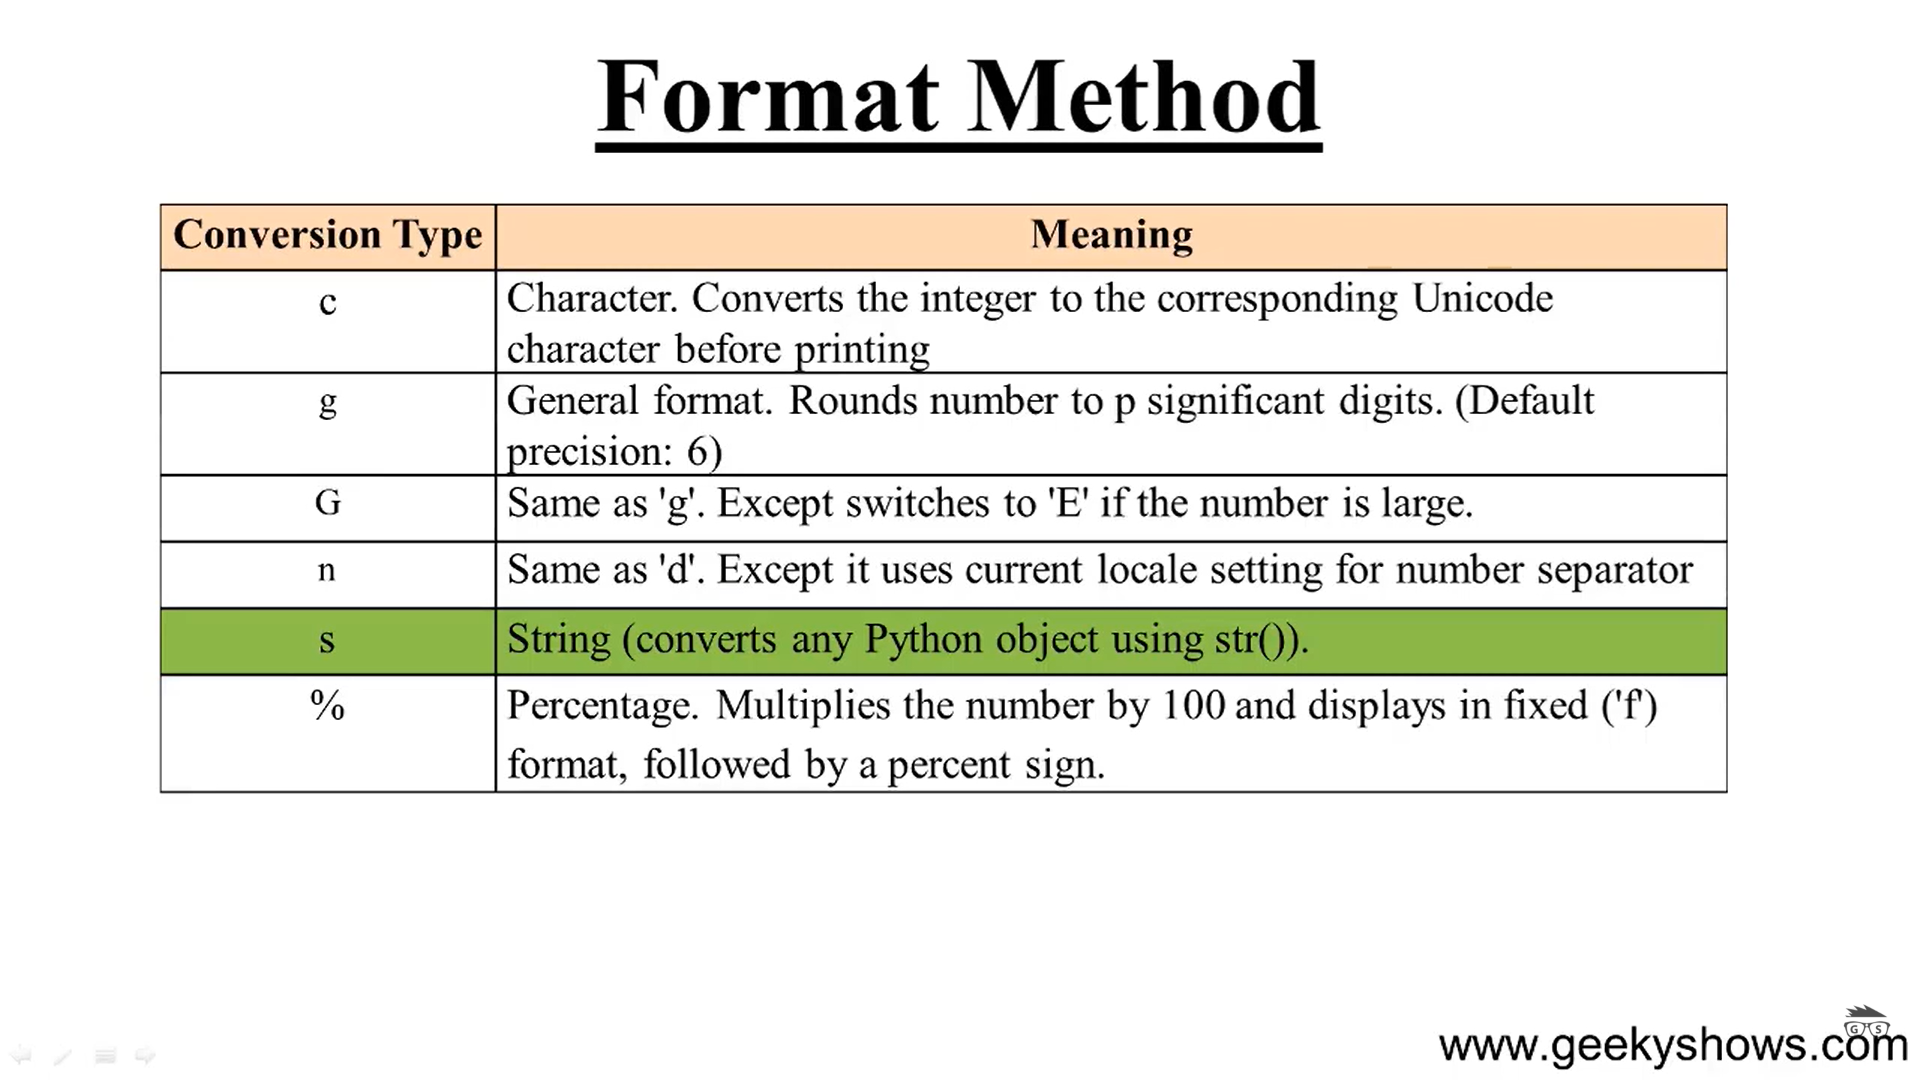 Format Method
Conversion Type Meaning
c Character. Converts the integer to the corresponding Unicode
character before printing
g General format. Rounds number to p significant digits. (Default
precision: 6)
G Same as 'g'. Except switches to 'E' if the number is large.
n Same as 'd'. Except it uses current locale setting for number separator
s String (converts any Python object using str()).
% Percentage. Multiplies the number by 100 and displays in fixed ('f')
format, followed by a percent sign.
G S
www.geekyshows.com